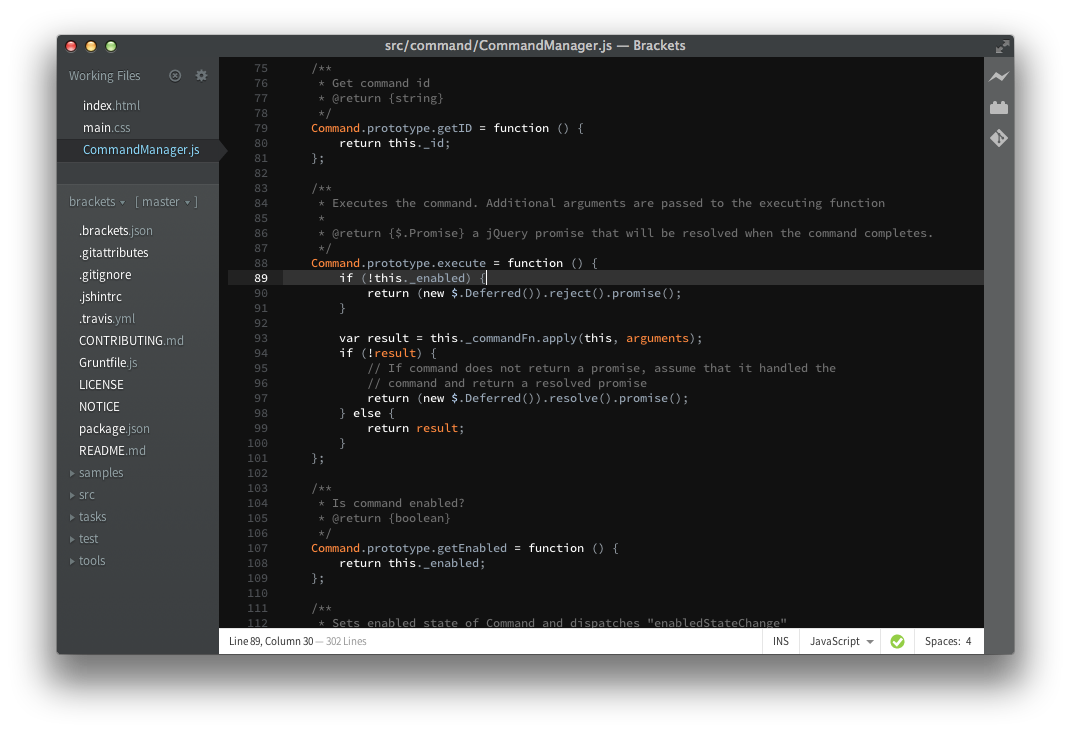 src/command/CommandManager.js — Brackets
Working Files
index.html
main.css
CommandManager.js
brackets [ master ]
.brackets.json
.gitattributes
.gitignore
.jshintrc
.travis.yml
CONTRIBUTING.md
Gruntfile.js
LICENSE
NOTICE
package.json
README.md
samples
src
tasks
test
tools
75 /**
76 * Get command id
77 * @return {string}
78 */
79 Command.prototype.getID = function () {
80 return this._id;
81 };
82
83 /**
84 * Executes the command. Additional arguments are passed to the executing function
85 *
86 * @return {$.Promise} a jQuery promise that will be resolved when the command completes.
87 */
88 Command.prototype.execute = function () {
89 if (!this._enabled) {
90 return (new $.Deferred()).reject().promise();
91 }
92
93 var result = this._commandFn.apply(this, arguments);
94 if (!result) {
95 // If command does not return a promise, assume that it handled the
96 // command and return a resolved promise
97 return (new $.Deferred()).resolve().promise();
98 } else {
99 return result;
100 }
101 };
102
103 /**
104 * Is command enabled?
105 * @return {boolean}
106 */
107 Command.prototype.getEnabled = function () {
108 return this._enabled;
109 };
110
111 /**
112 * Sets enabled state of Command and dispatches "enabledStateChange"
Line 89, Column 30 — 302 Lines
INS
JavaScript
Spaces: 4